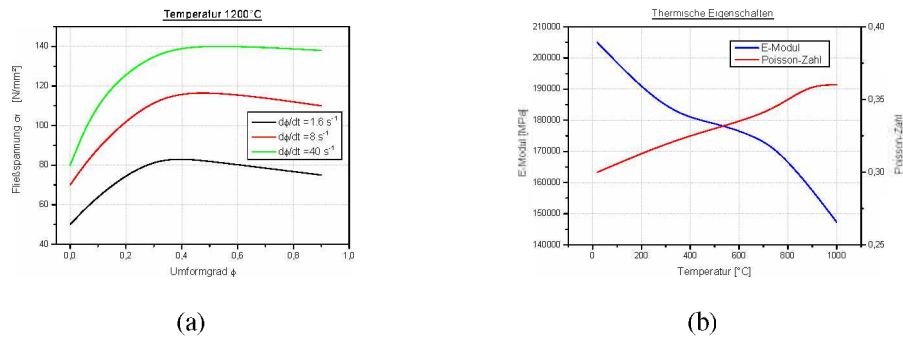 Temperatur 1200°C
Fließspannung σf [N/mm²]
140
120
100
80
60
40
dϕ/dt = 1.6 s⁻¹
dϕ/dt = 8 s⁻¹
dϕ/dt = 40 s⁻¹
0,0 0,2 0,4 0,6 0,8 1,0
Umformgrad ϕ
(a)
Thermische Eigenschaften
E-Modul [MPa]
210000
200000
190000
180000
170000
160000
150000
140000
E-Modul
Poisson-Zahl
0,40
0,35
0,30
0,25
Poisson-Zahl
0 200 400 600 800 1000
Temperatur [°C]
(b)